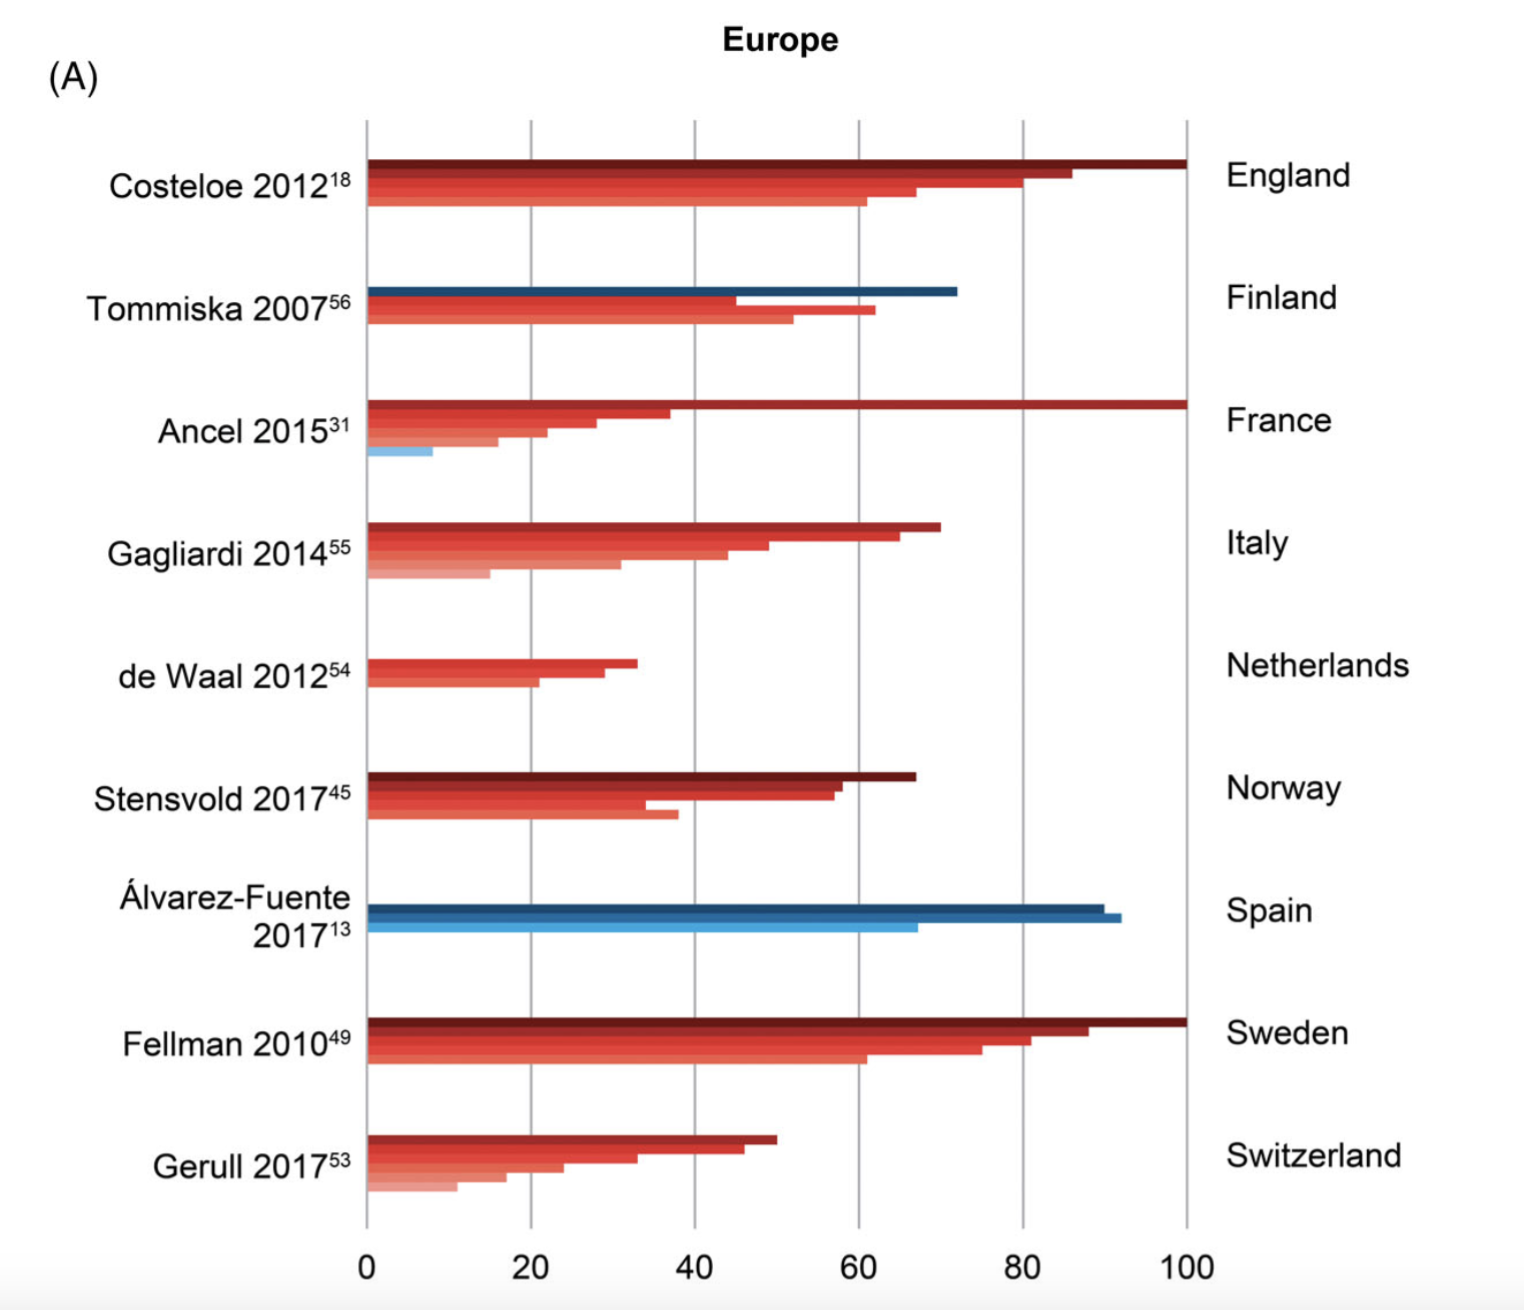 Europe
(A)
Costeloe 2012¹⁸ England
Tommiska 2007⁵⁶ Finland
Ancel 2015³¹ France
Gagliardi 2014⁵⁵ Italy
de Waal 2012⁵⁴ Netherlands
Stensvold 2017⁴⁵ Norway
Álvarez-Fuente
2017¹³ Spain
Fellman 2010⁴⁹ Sweden
Gerull 2017⁵³ Switzerland
0 20 40 60 80 100